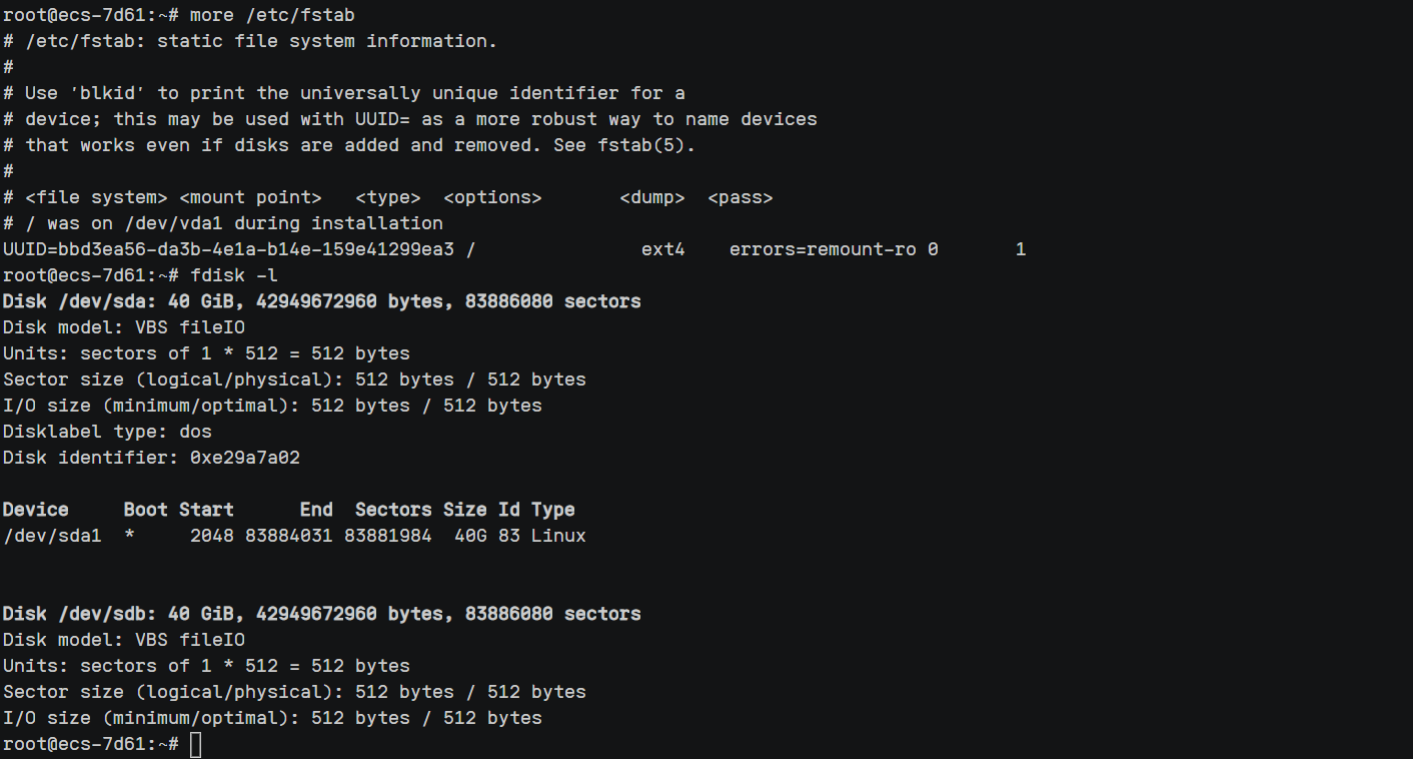 root@ecs-7d61:~# more /etc/fstab
# /etc/fstab: static file system information.
#
# Use 'blkid' to print the universally unique identifier for a
# device; this may be used with UUID= as a more robust way to name devices
# that works even if disks are added and removed. See fstab(5).
#
# <file system> <mount point>   <type>  <options>       <dump>  <pass>
# / was on /dev/vda1 during installation
UUID=bbd3ea56-da3b-4e1a-b14e-159e41299ea3 /               ext4    errors=remount-ro 0       1
root@ecs-7d61:~# fdisk -l
Disk /dev/sda: 40 GiB, 42949672960 bytes, 83886080 sectors
Disk model: VBS fileIO
Units: sectors of 1 * 512 = 512 bytes
Sector size (logical/physical): 512 bytes / 512 bytes
I/O size (minimum/optimal): 512 bytes / 512 bytes
Disklabel type: dos
Disk identifier: 0xe29a7a02
Device     Boot Start      End  Sectors Size Id Type
/dev/sda1  *     2048 83884031 83881984  40G 83 Linux
Disk /dev/sdb: 40 GiB, 42949672960 bytes, 83886080 sectors
Disk model: VBS fileIO
Units: sectors of 1 * 512 = 512 bytes
Sector size (logical/physical): 512 bytes / 512 bytes
I/O size (minimum/optimal): 512 bytes / 512 bytes
root@ecs-7d61:~#